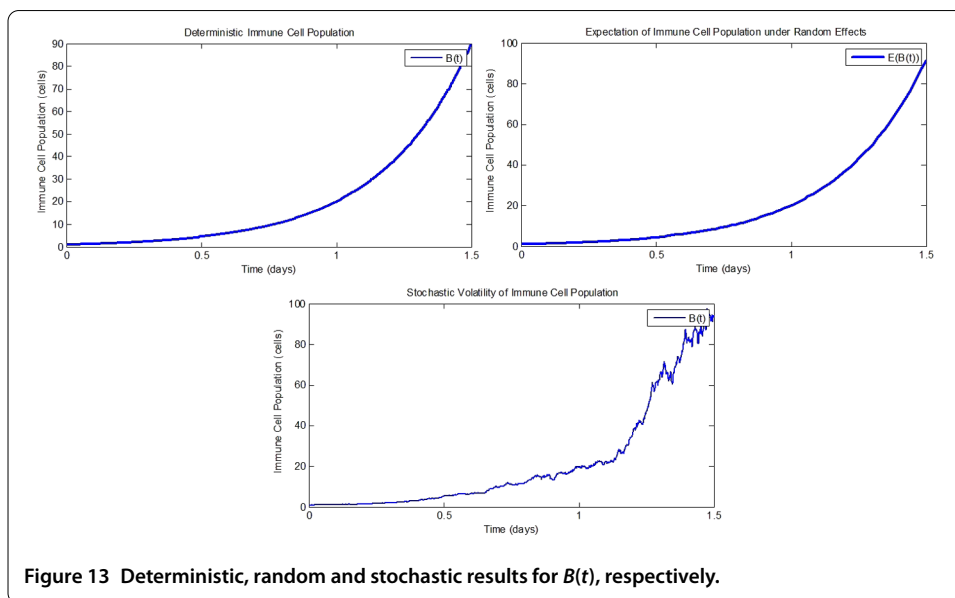 Deterministic Immune Cell Population
Immune Cell Population (cells)
90
80
70
60
50
40
30
20
10
0
B(t)
0 0.5 1 1.5
Time (days)
Expectation of Immune Cell Population under Random Effects
Immune Cell Population (cells)
100
80
60
40
20
0
E(B(t))
0 0.5 1 1.5
Time (days)
Stochastic Volatility of Immune Cell Population
Immune Cell Population (cells)
100
80
60
40
20
0
B(t)
0 0.5 1 1.5
Time (days)
Figure 13 Deterministic, random and stochastic results for B(t), respectively.